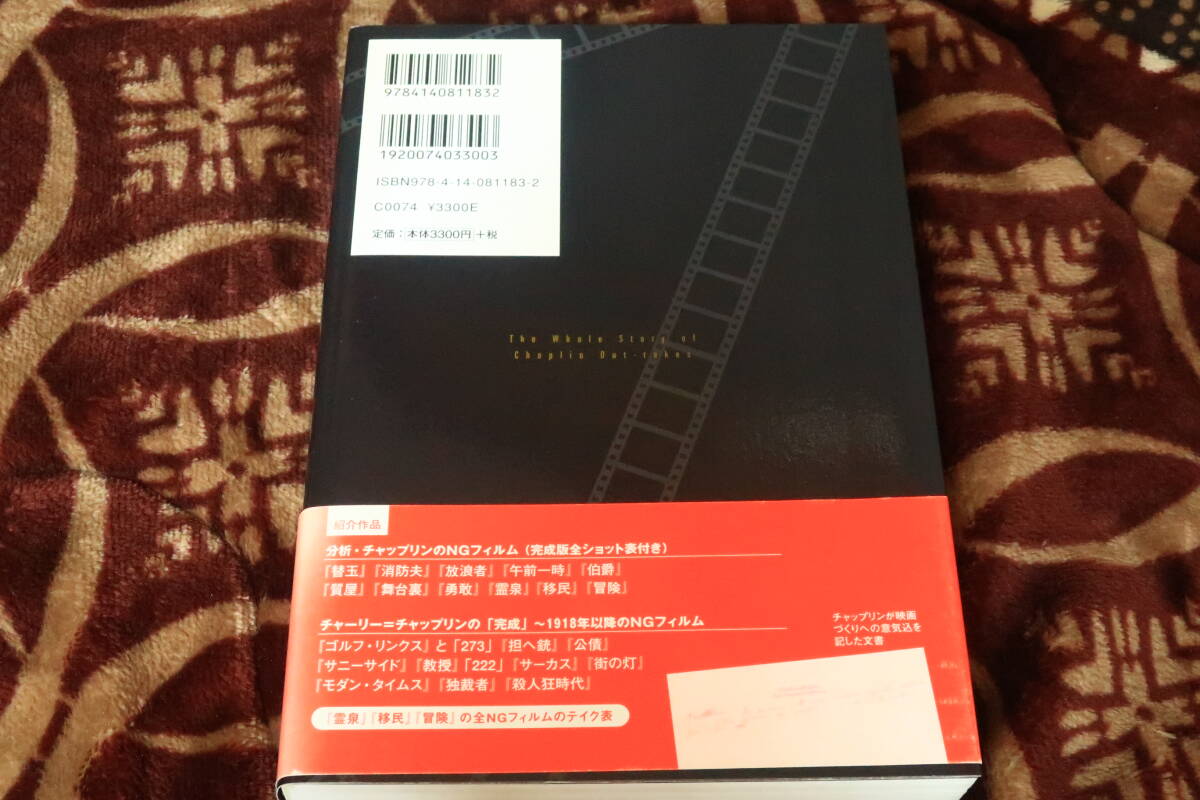 9784140811832
1920074033003
ISBN978-4-14-081183-2
C0074 ¥3300E
定価：本体3300円+税
The Whole Story of
Chaplin Out-takes
紹介作品
分析・チャップリンのNGフィルム（完成版全ショット表付き）
『替玉』『消防夫』『放浪者』『午前一時』『伯爵』
『質屋』『舞台裏』『勇敢』『霊泉』『移民』『冒険』
チャーリー＝チャップリンの「完成」～1918年以降のNGフィルム
『ゴルフ・リンクス』と「273」『担へ銃』『公債』
『サニーサイド』『教授』「222」『サーカス』『街の灯』
『モダン・タイムス』『独裁者』『殺人狂時代』
『霊泉』『移民』『冒険』の全NGフィルムのテイク表
チャップリンが映画
づくりへの意気込を
記した文書